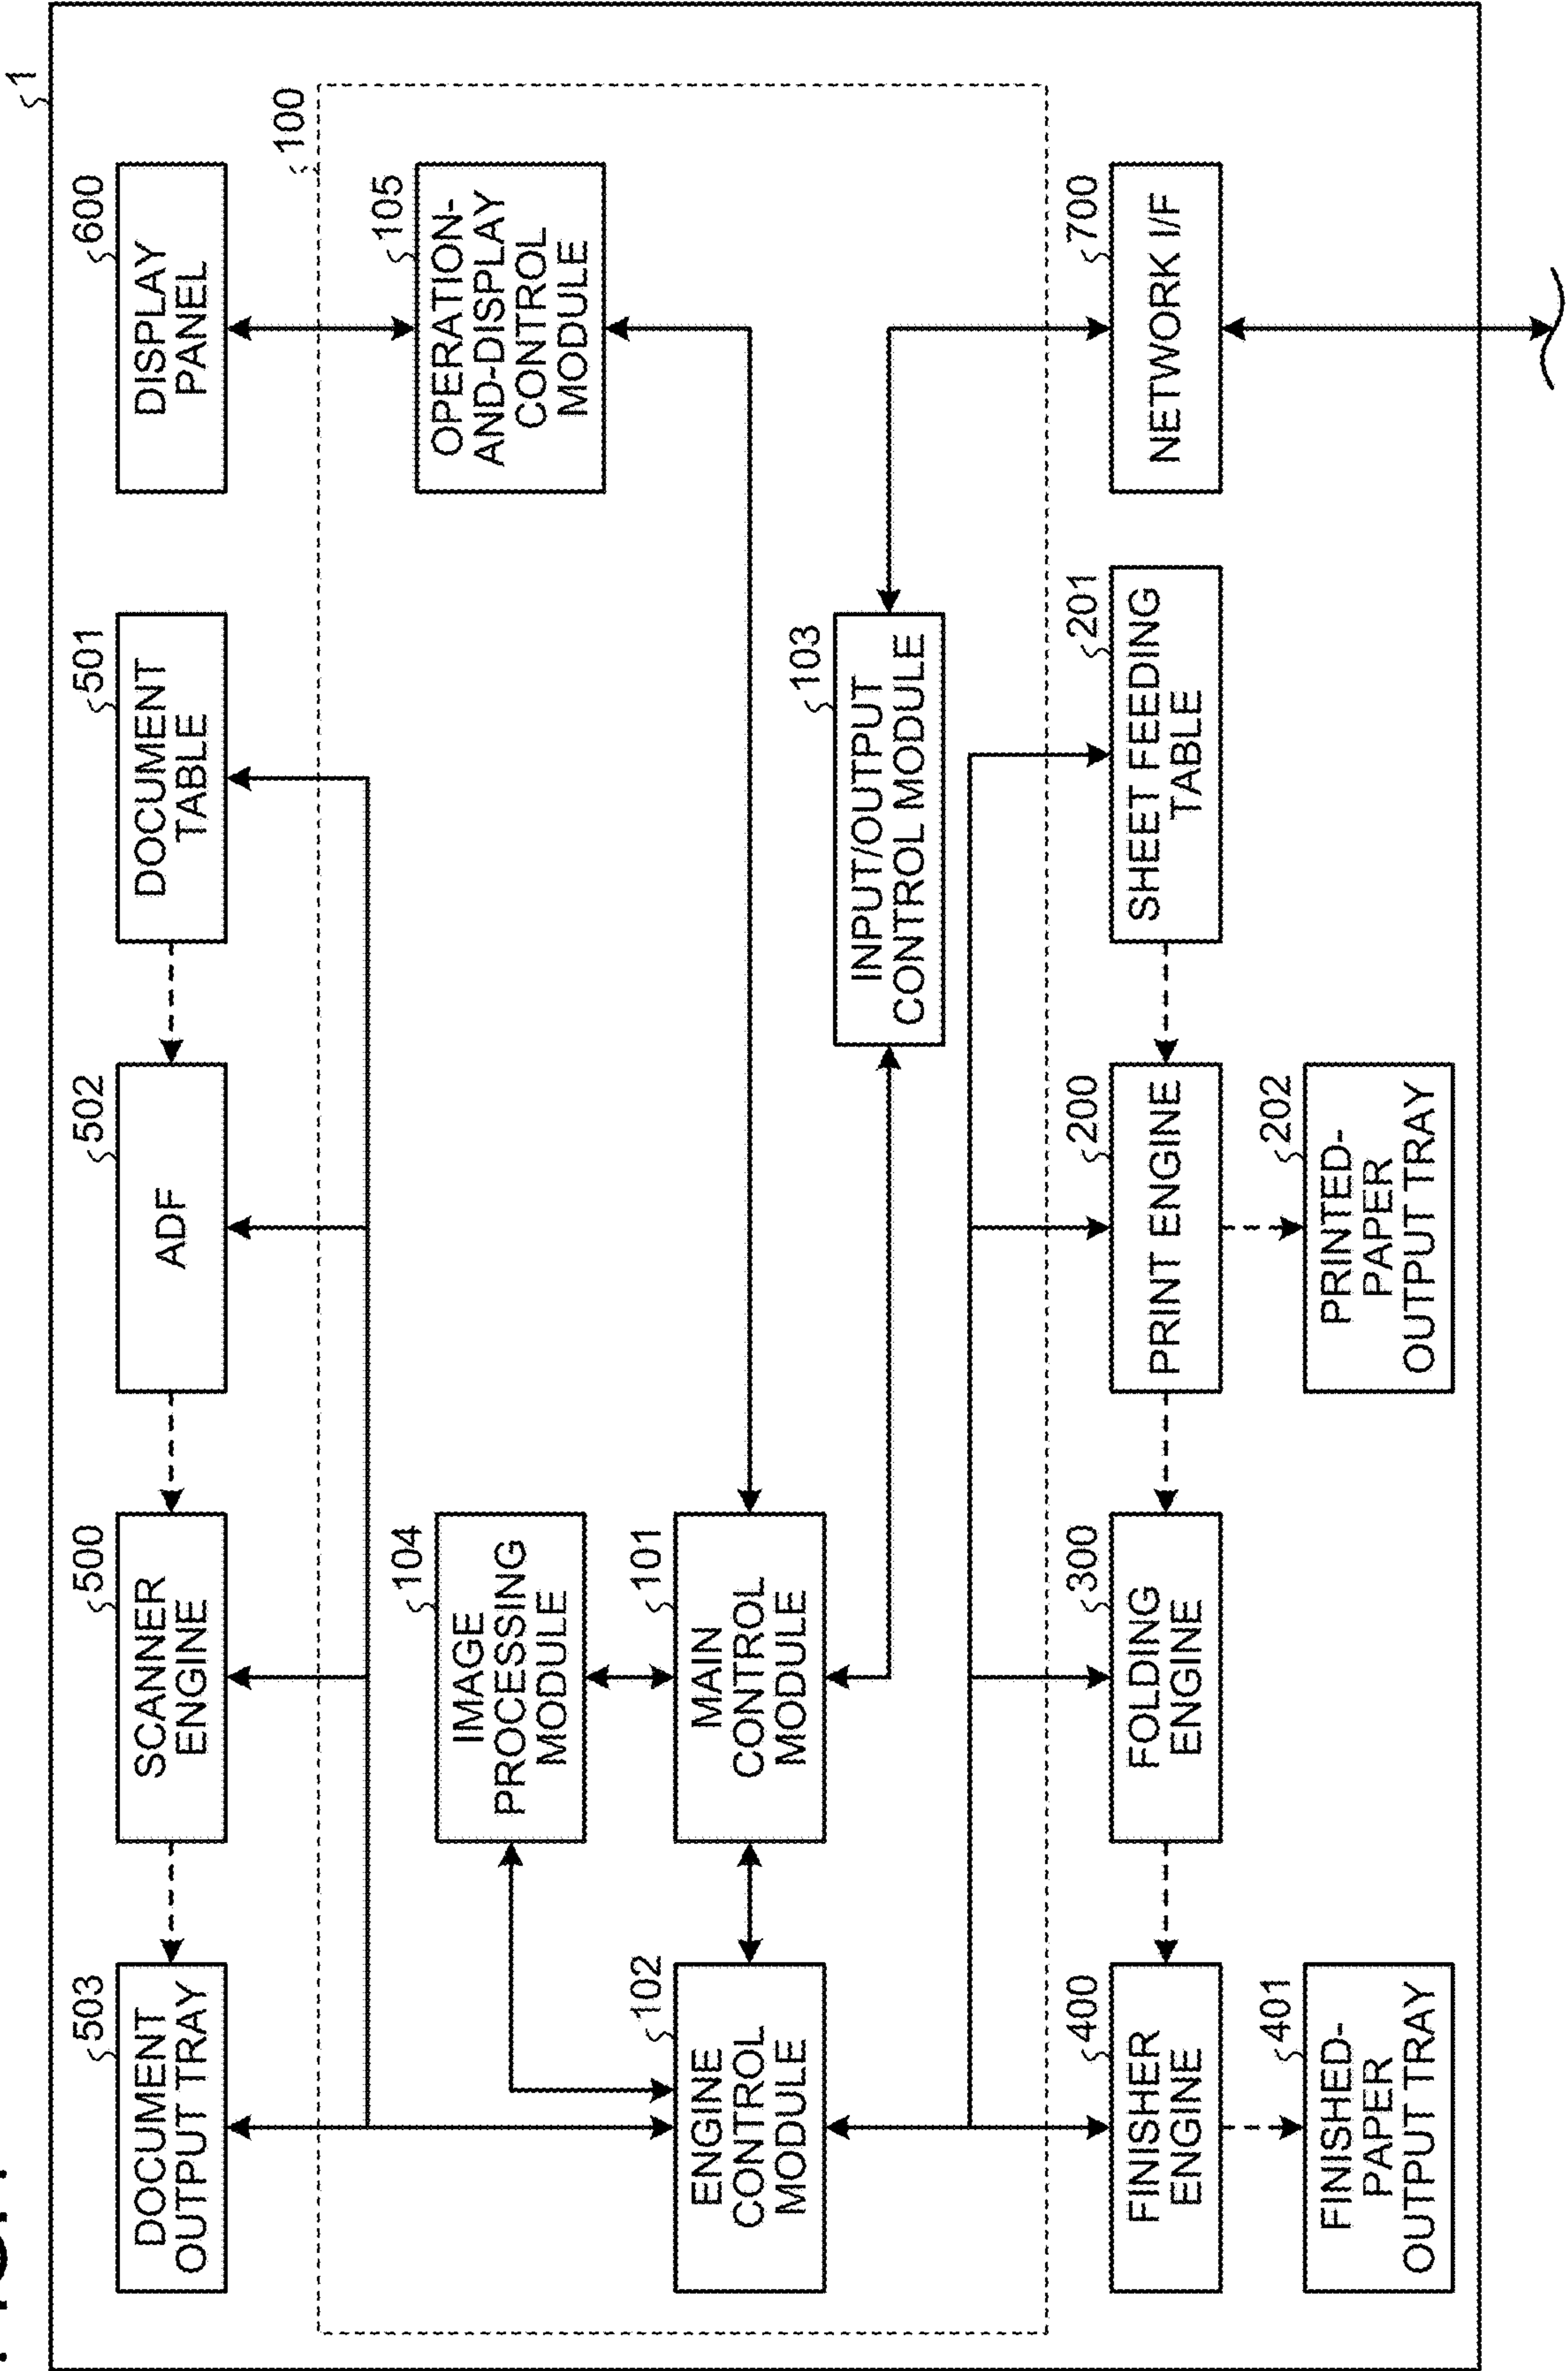 1
503
DOCUMENT
OUTPUT TRAY
500
SCANNER
ENGINE
502
ADF
501
DOCUMENT
TABLE
600
DISPLAY
PANEL
100
104
IMAGE
PROCESSING
MODULE
105
OPERATION-
AND-DISPLAY
CONTROL
MODULE
102
ENGINE
CONTROL
MODULE
101
MAIN
CONTROL
MODULE
103
INPUT/OUTPUT
CONTROL MODULE
400
FINISHER
ENGINE
300
FOLDING
ENGINE
200
PRINT ENGINE
201
SHEET FEEDING
TABLE
700
NETWORK I/F
401
FINISHED-
PAPER
OUTPUT TRAY
202
PRINTED-
PAPER
OUTPUT TRAY